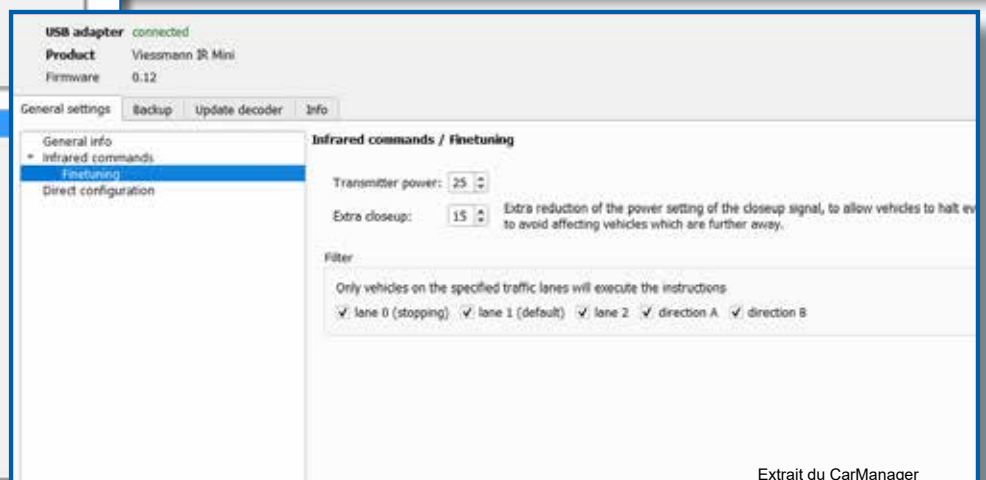 USB adapter connected
Product Viessmann IR Mini
Firmware 0.12
General settings Backup Update decoder Info
General info
Infrared commands
Finetuning
Direct configuration
Infrared commands / Finetuning
Transmitter power: 25
Extra closeup: 15 Extra reduction of the power setting of the closeup signal, to allow vehicles to halt ev
to avoid affecting vehicles which are further away.
Filter
Only vehicles on the specified traffic lanes will execute the instructions
lane 0 (stopping) lane 1 (default) lane 2 direction A direction B
Extrait du CarManager